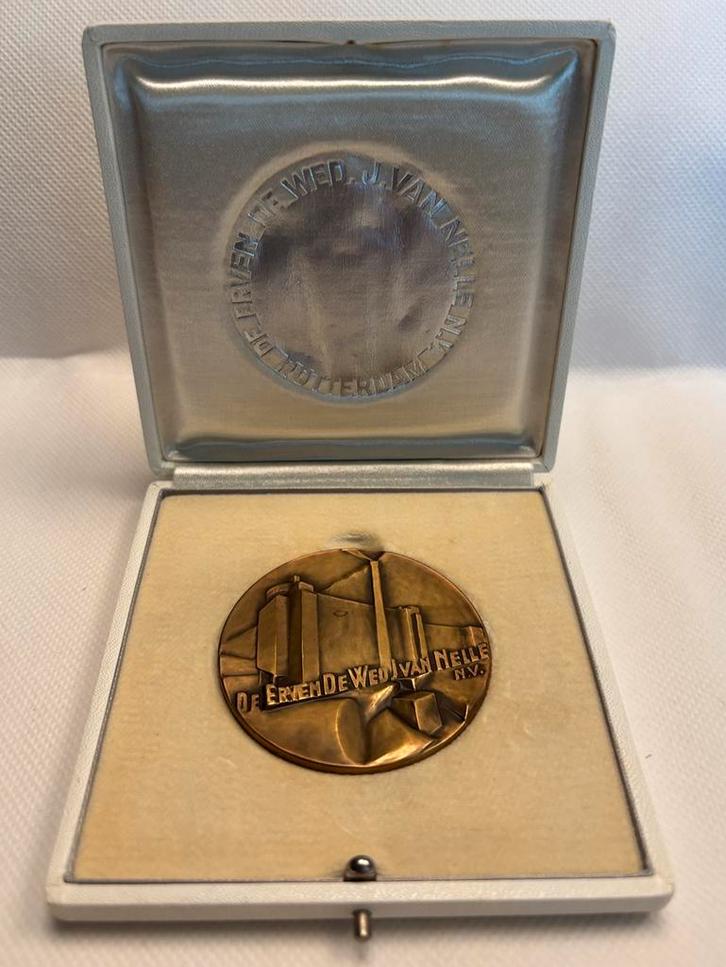 DE ERVEN DE WED. J. VAN NELLE N.V.
ROTTERDAM
DE ERVEN DE WED J VAN NELLE
N.V.